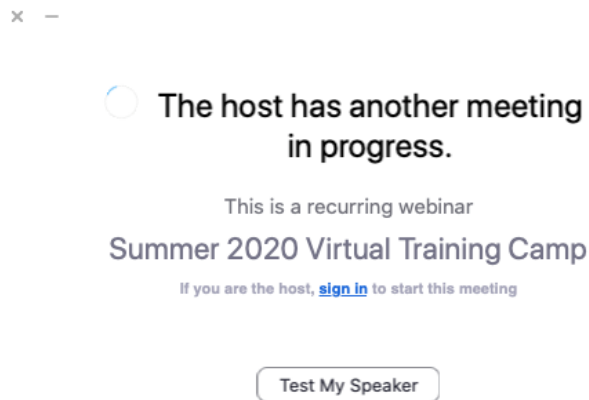 The host has another meeting
in progress.
This is a recurring webinar
Summer 2020 Virtual Training Camp
If you are the host, sign in to start this meeting
Test My Speaker